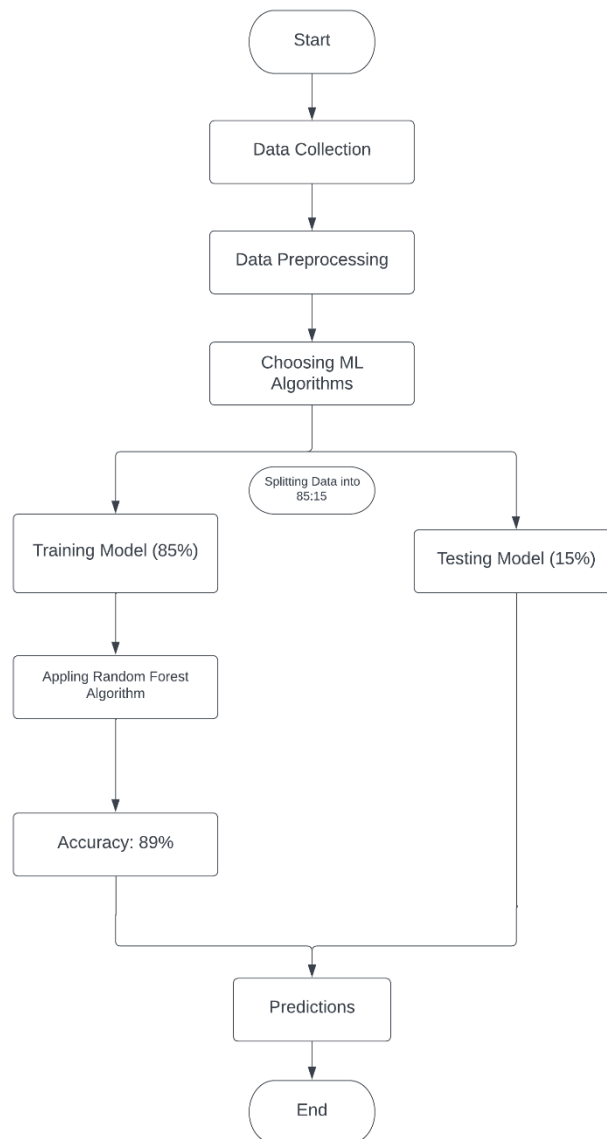 Start
Data Collection
Data Preprocessing
Choosing ML
Algorithms
Splitting Data into
85:15
Training Model (85%)
Testing Model (15%)
Appling Random Forest
Algorithm
Accuracy: 89%
Predictions
End